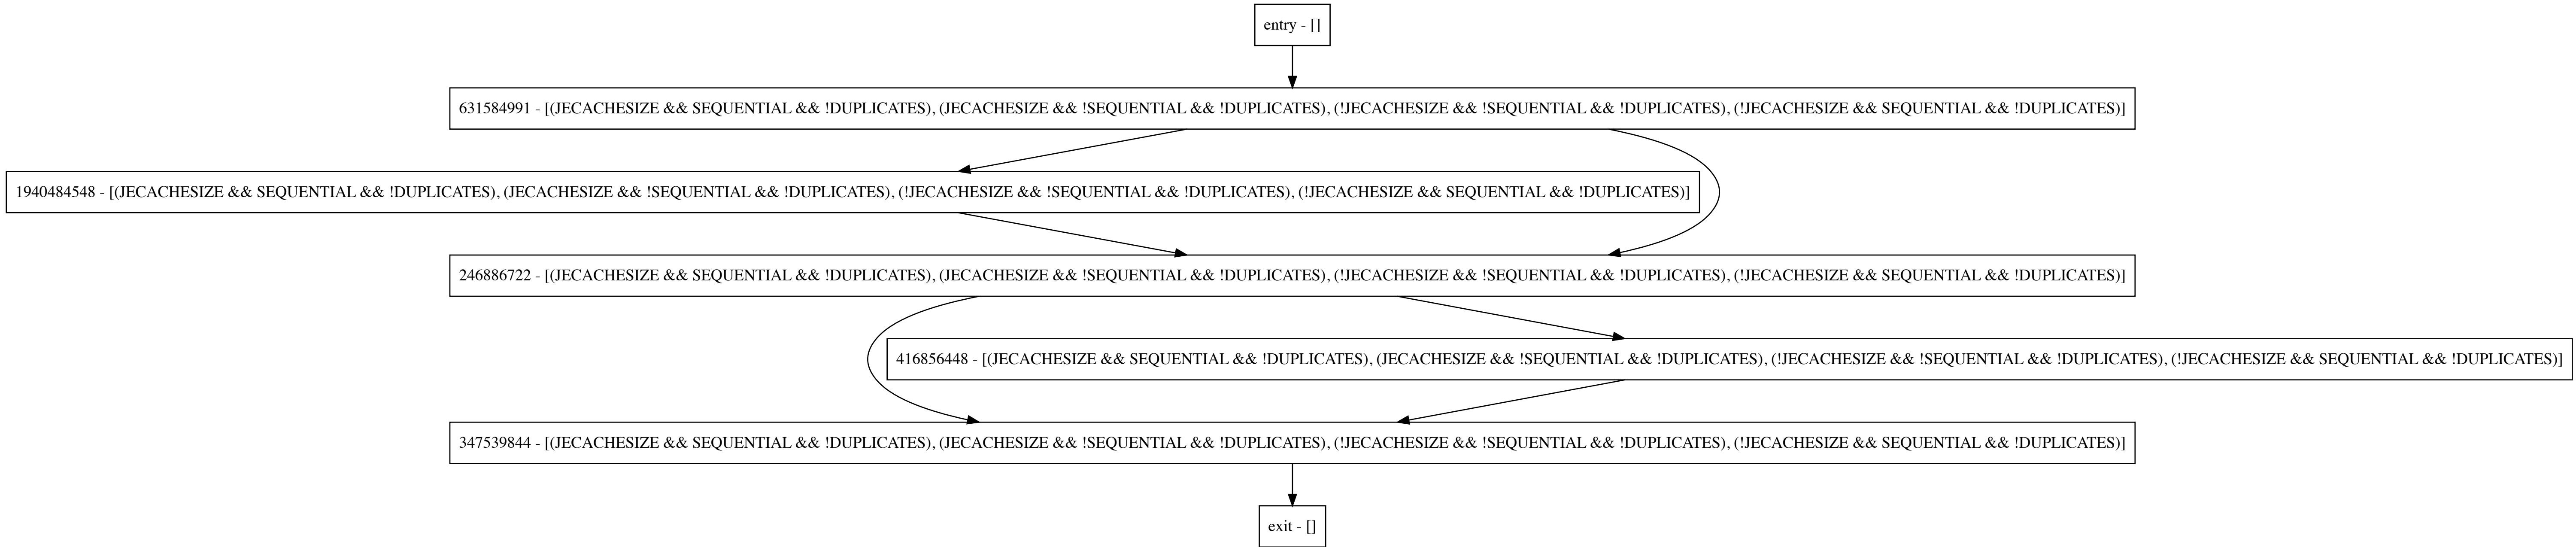 entry - []
631584991 - [(JECACHESIZE && SEQUENTIAL && !DUPLICATES), (JECACHESIZE && !SEQUENTIAL && !DUPLICATES), (!JECACHESIZE && !SEQUENTIAL && !DUPLICATES), (!JECACHESIZE && SEQUENTIAL && !DUPLICATES)]
1940484548 - [(JECACHESIZE && SEQUENTIAL && !DUPLICATES), (JECACHESIZE && !SEQUENTIAL && !DUPLICATES), (!JECACHESIZE && !SEQUENTIAL && !DUPLICATES), (!JECACHESIZE && SEQUENTIAL && !DUPLICATES)]
246886722 - [(JECACHESIZE && SEQUENTIAL && !DUPLICATES), (JECACHESIZE && !SEQUENTIAL && !DUPLICATES), (!JECACHESIZE && !SEQUENTIAL && !DUPLICATES), (!JECACHESIZE && SEQUENTIAL && !DUPLICATES)]
416856448 - [(JECACHESIZE && SEQUENTIAL && !DUPLICATES), (JECACHESIZE && !SEQUENTIAL && !DUPLICATES), (!JECACHESIZE && !SEQUENTIAL && !DUPLICATES), (!JECACHESIZE && SEQUENTIAL && !DUPLICATES)]
347539844 - [(JECACHESIZE && SEQUENTIAL && !DUPLICATES), (JECACHESIZE && !SEQUENTIAL && !DUPLICATES), (!JECACHESIZE && !SEQUENTIAL && !DUPLICATES), (!JECACHESIZE && SEQUENTIAL && !DUPLICATES)]
exit - []